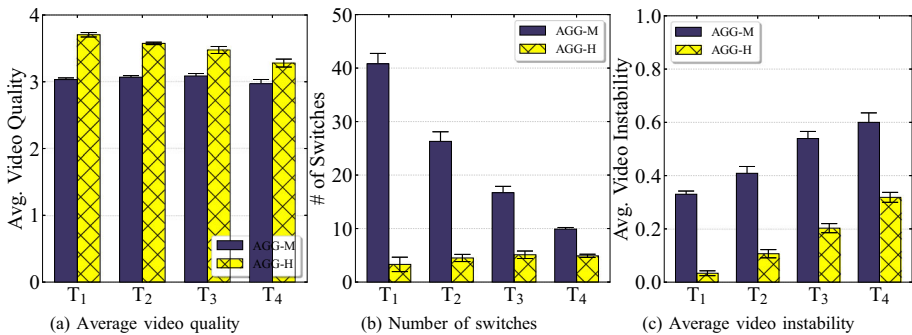 4
3
2
1
0
Avg. Video Quality
AGG-M
AGG-H
T1 T2 T3 T4
(a) Average video quality
50
40
30
20
10
0
# of Switches
AGG-M
AGG-H
T1 T2 T3 T4
(b) Number of switches
1.0
0.8
0.6
0.4
0.2
0.0
Avg. Video Instability
AGG-M
AGG-H
T1 T2 T3 T4
(c) Average video instability